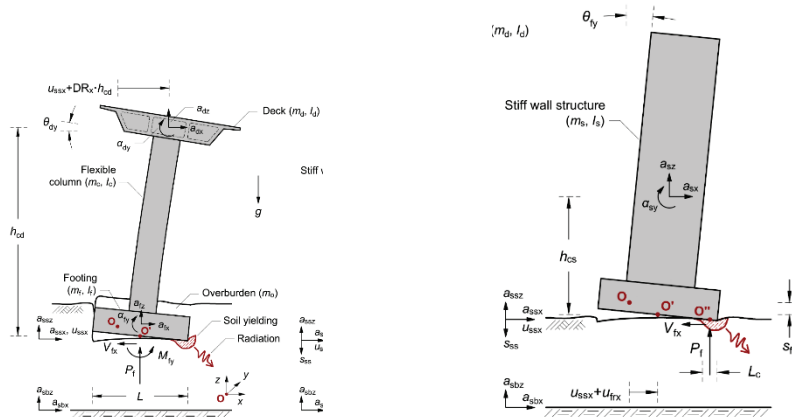 u_ssx+DR_x·h_cd
a_dz
Deck (m_d, I_d)
θ_dy
a_dx
α_dy
Flexible
column (m_c, I_c)
g
h_cd
Footing
(m_f, I_f)
a_fz
Overburden (m_o)
α_fy
O
a_fx
O'
Soil yielding
a_ssz
a_ssx, u_ssx
V_fx
M_fy
Radiation
P_f
L
z
y
O
x
a_sbz
a_sbx
Stiff
a_ssz
s_ss
a_sbz
θ_fy
(m_d, I_d)
Stiff wall structure
(m_s, I_s)
a_sz
a_sx
α_sy
h_cs
a_ssz
a_ssx
u_ssx
s_ss
O
O'
O"
V_fx
P_f
L_c
u_ssx+u_frx
a_sbz
a_sbx